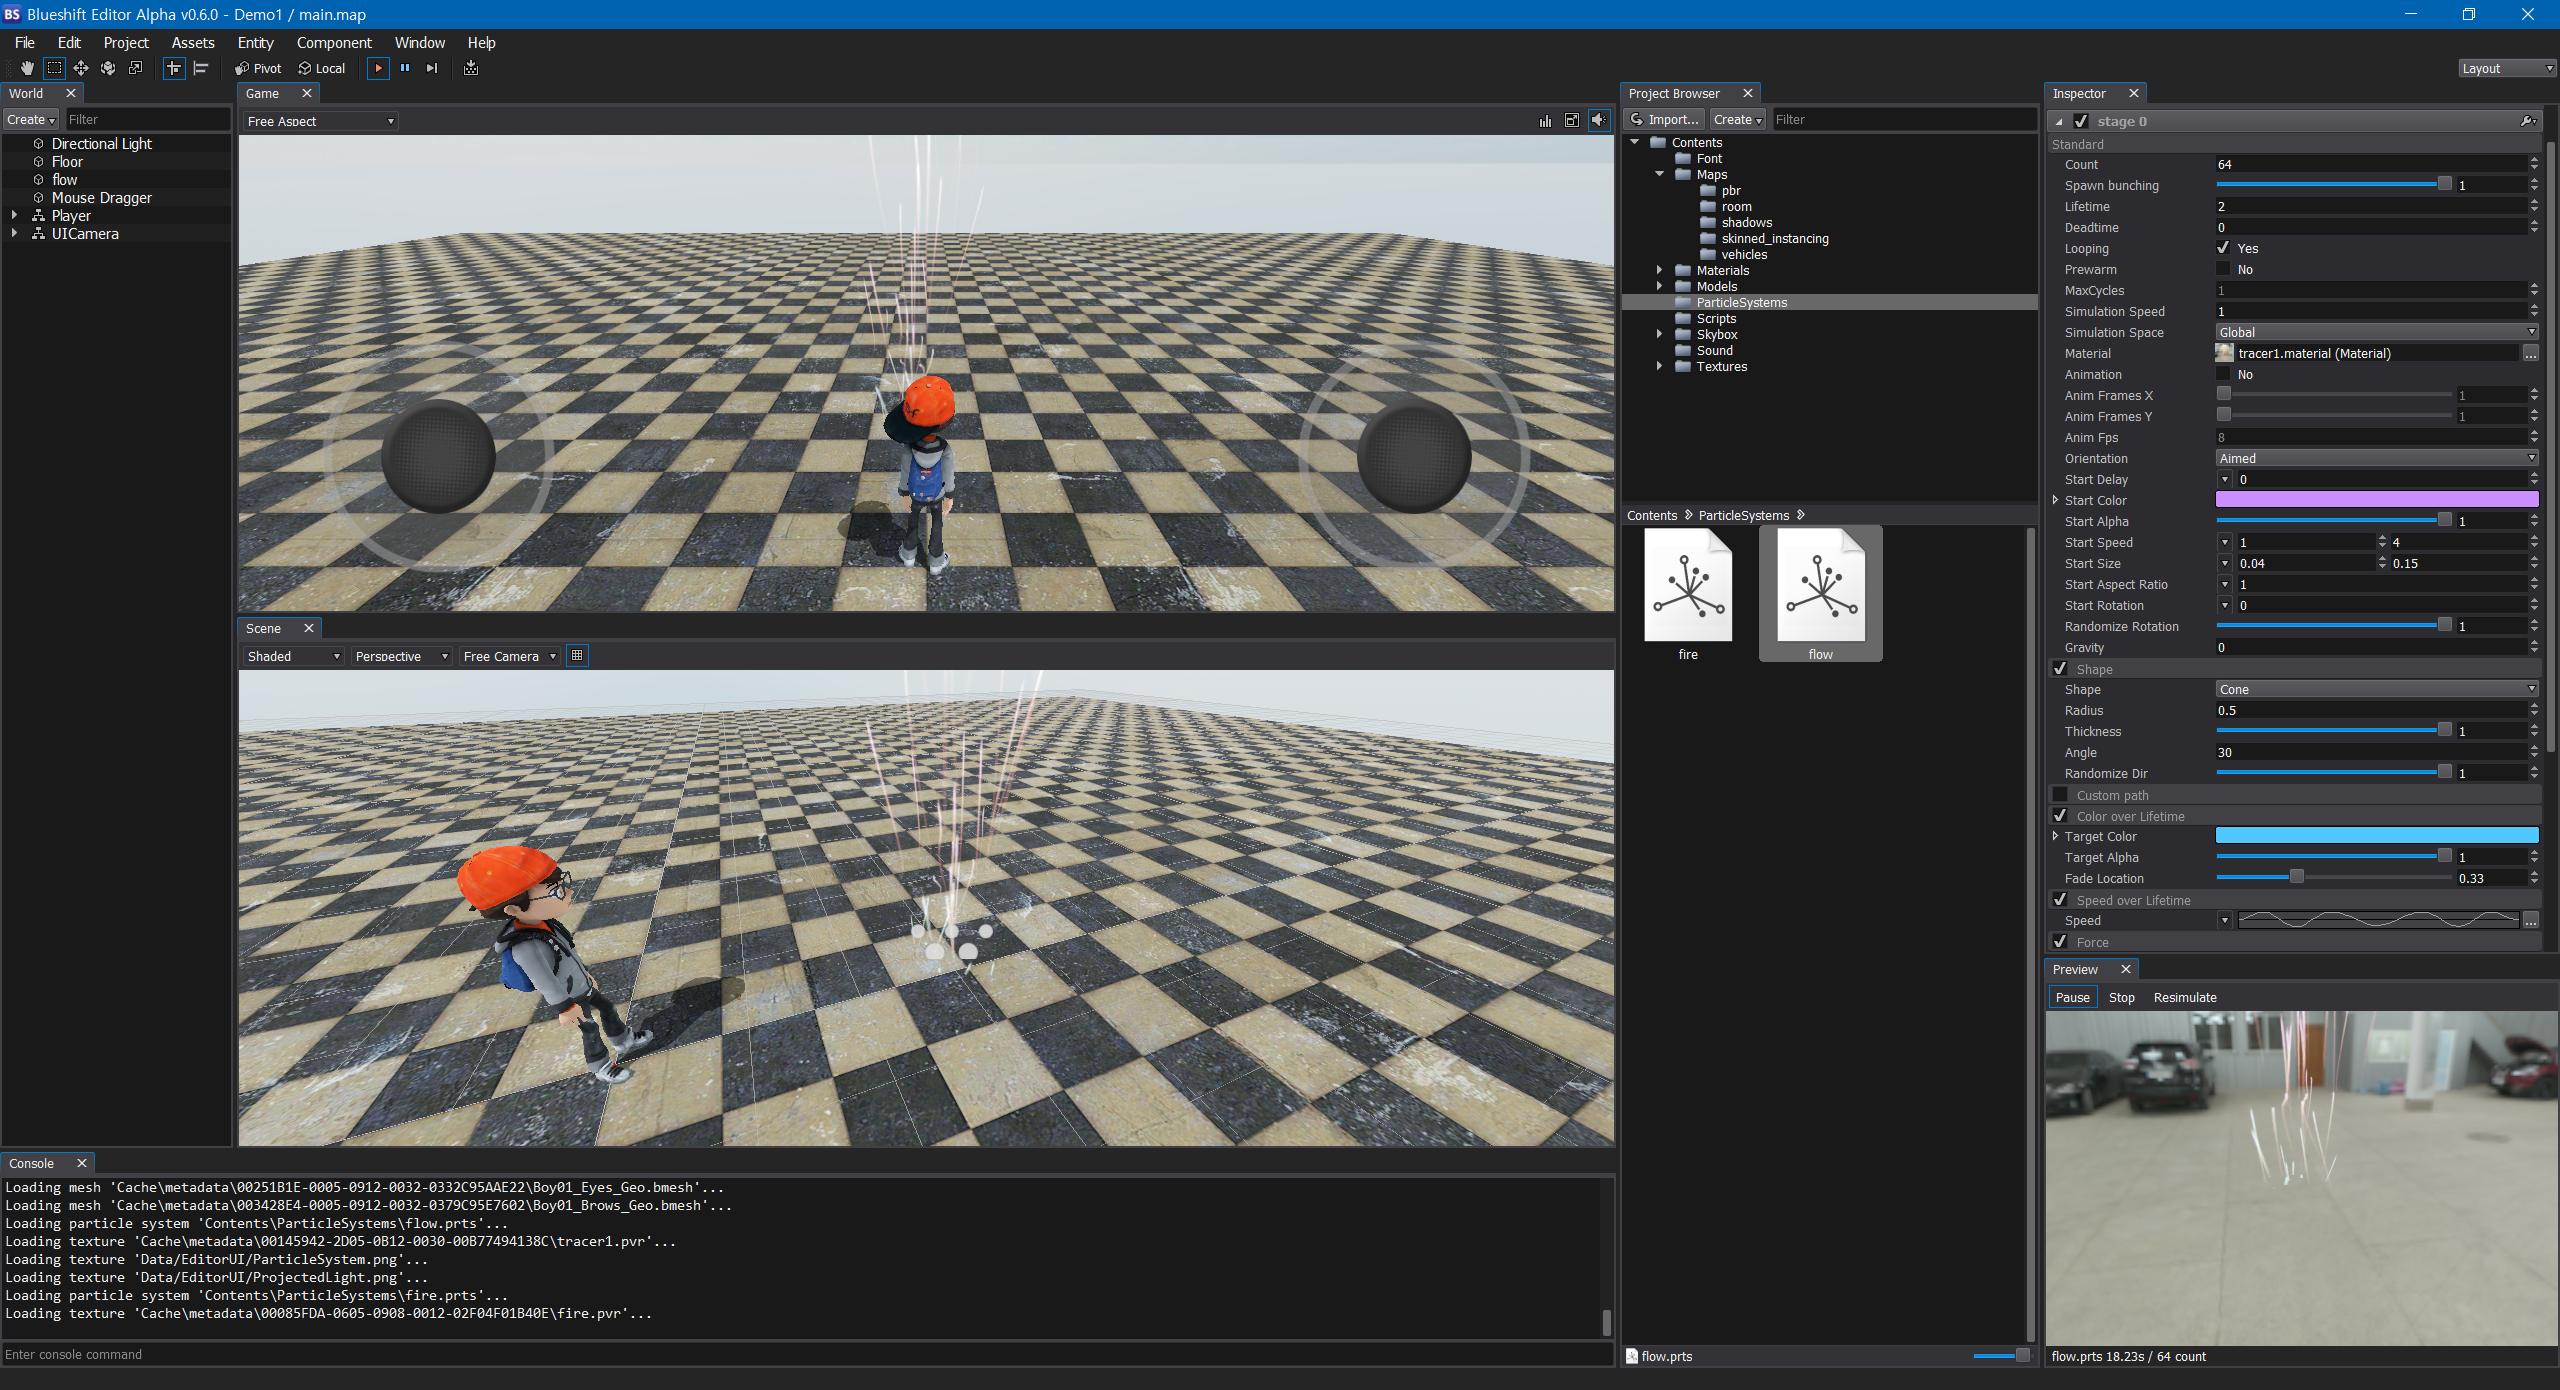 BS Blueshift Editor Alpha v0.6.0 - Demo1 / main.map
File Edit Project Assets Entity Component Window Help
Pivot Local
Layout
World
Create
Filter
Directional Light
Floor
flow
Mouse Dragger
Player
UICamera
Game
Free Aspect
Scene
Shaded Perspective Free Camera
Console
Loading mesh 'Cache\metadata\00251B1E-0005-0912-0032-0332C95AAE22\Boy01_Eyes_Geo.bmesh'...
Loading mesh 'Cache\metadata\003428E4-0005-0912-0032-0379C95E7602\Boy01_Brows_Geo.bmesh'...
Loading particle system 'Contents\ParticleSystems\flow.prts'...
Loading texture 'Cache\metadata\00145942-2D05-0B12-0030-00B77494138C\tracer1.pvr'...
Loading texture 'Data/EditorUI/ParticleSystem.png'...
Loading texture 'Data/EditorUI/ProjectedLight.png'...
Loading particle system 'Contents\ParticleSystems\fire.prts'...
Loading texture 'Cache\metadata\00085FDA-0605-0908-0012-02F04F01B40E\fire.pvr'...
Enter console command
Project Browser
Import... Create Filter
Contents
Font
Maps
pbr
room
shadows
skinned_instancing
vehicles
Materials
Models
ParticleSystems
Scripts
Skybox
Sound
Textures
Contents ParticleSystems
fire flow
flow.prts
Inspector
stage 0
Standard
Count 64
Spawn bunching 1
Lifetime 2
Deadtime 0
Looping Yes
Prewarm No
MaxCycles 1
Simulation Speed 1
Simulation Space Global
Material tracer1.material (Material) ...
Animation No
Anim Frames X 1
Anim Frames Y 1
Anim Fps 8
Orientation Aimed
Start Delay 0
Start Color
Start Alpha 1
Start Speed 1 4
Start Size 0.04 0.15
Start Aspect Ratio 1
Start Rotation 0
Randomize Rotation 1
Gravity 0
Shape
Shape Cone
Radius 0.5
Thickness 1
Angle 30
Randomize Dir 1
Custom path
Color over Lifetime
Target Color
Target Alpha 1
Fade Location 0.33
Speed over Lifetime
Speed ...
Force
Preview
Pause Stop Resimulate
flow.prts 18.23s / 64 count